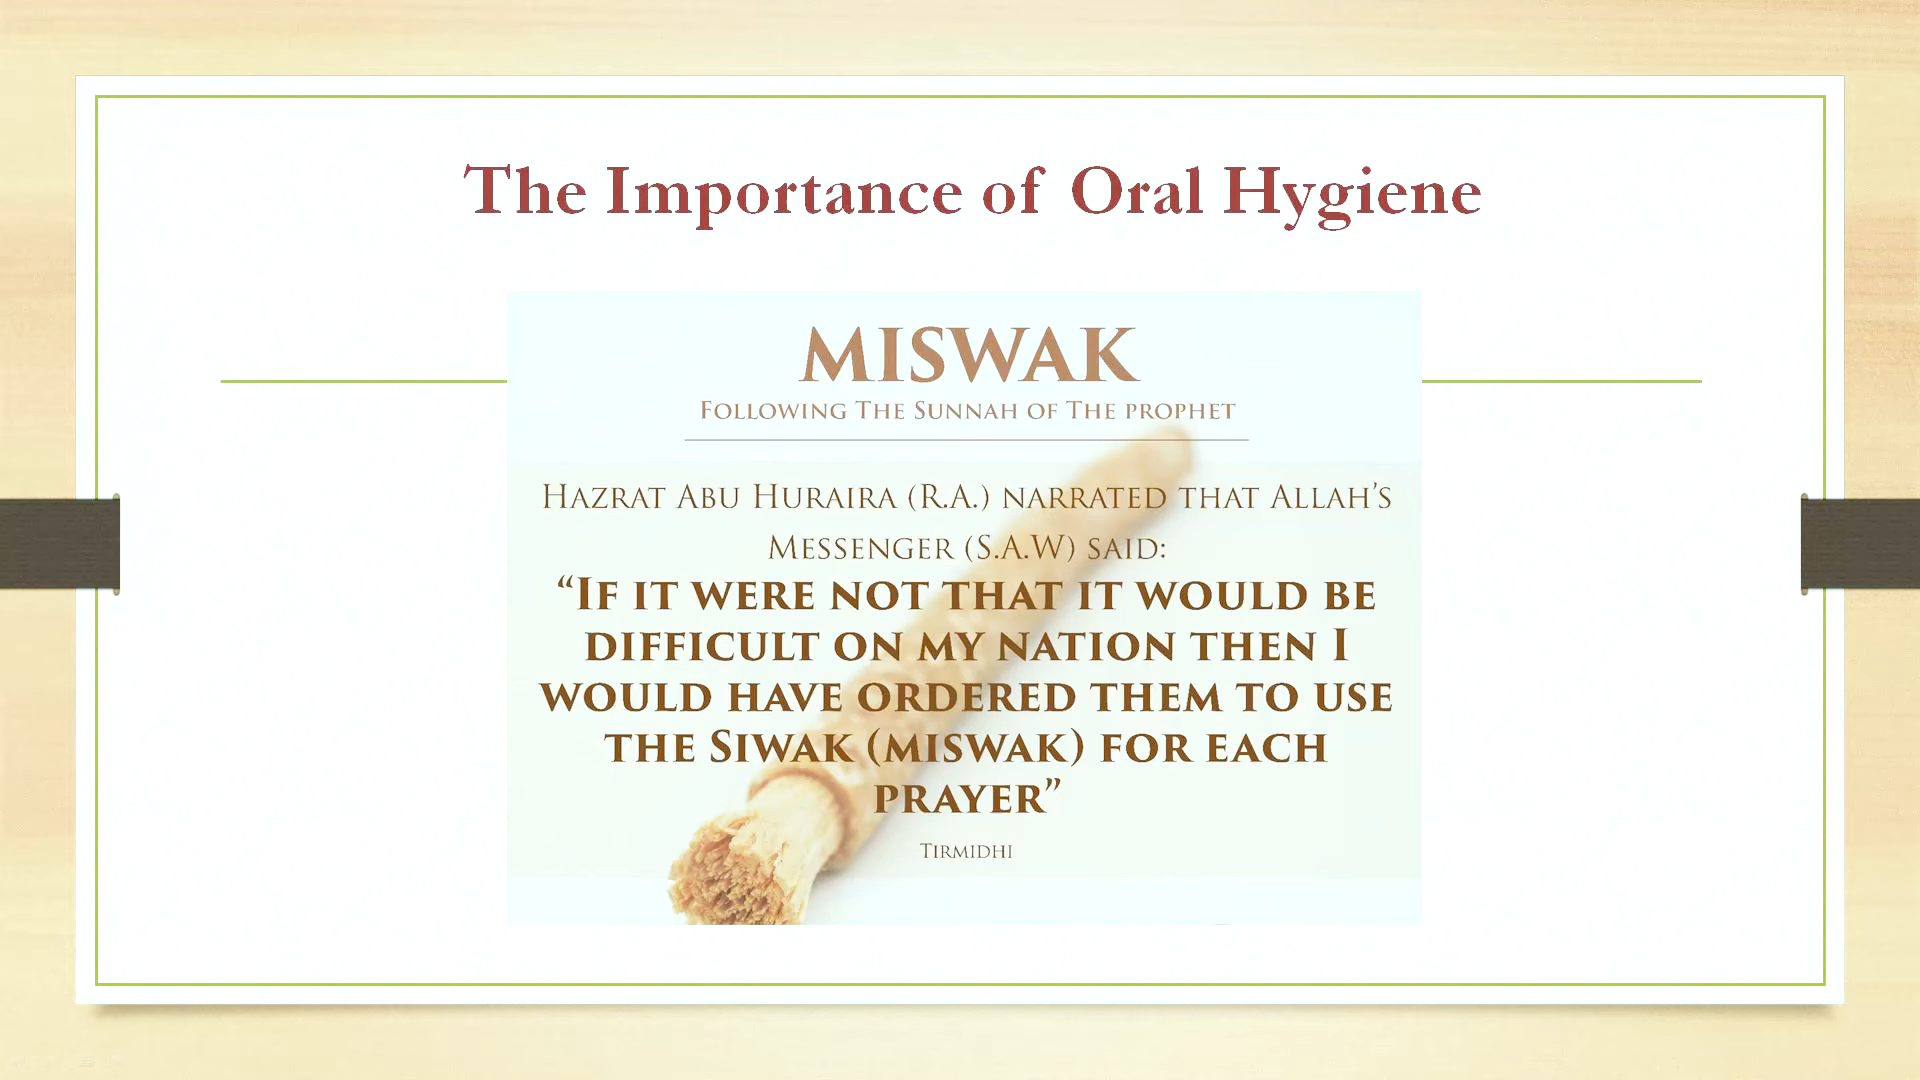 The Importance of Oral Hygiene
MISWAK
Following The Sunnah of The prophet
Hazrat Abu Huraira (R.A.) narrated that Allah’s
Messenger (S.A.W) said:
“If it were not that it would be
difficult on my nation then I
would have ordered them to use
the Siwak (miswak) for each
prayer”
Tirmidhi